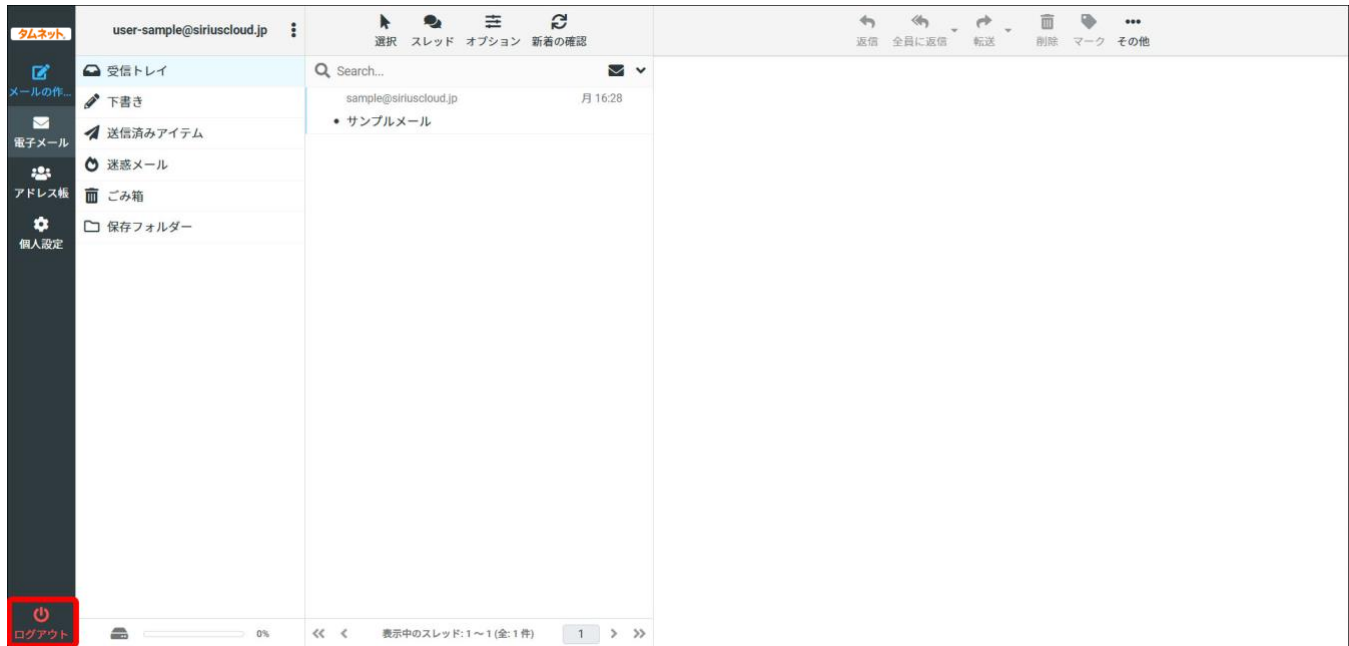 タムネット
メールの作...
電子メール
アドレス帳
個人設定
ログアウト
user-sample@siriuscloud.jp
受信トレイ
下書き
送信済みアイテム
迷惑メール
ごみ箱
保存フォルダー
0%
選択 スレッド オプション 新着の確認
Search...
sample@siriuscloud.jp 月 16:28
• サンプルメール
表示中のスレッド: 1 ~ 1 (全: 1 件) 1
返信 全員に返信 転送 削除 マーク その他